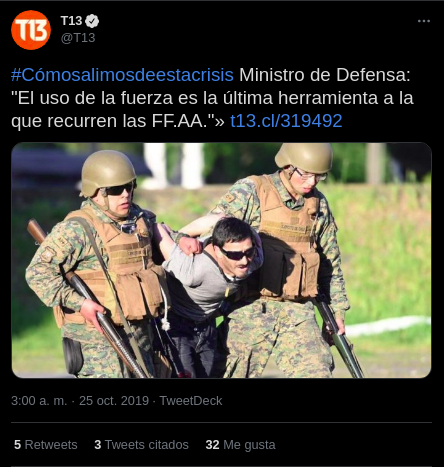 T13
T13
@T13
#Cómosalimosdeestacrisis Ministro de Defensa:
"El uso de la fuerza es la última herramienta a la
que recurren las FF.AA."» t13.cl/319492
3:00 a. m. · 25 oct. 2019 · TweetDeck
5 Retweets 3 Tweets citados 32 Me gusta